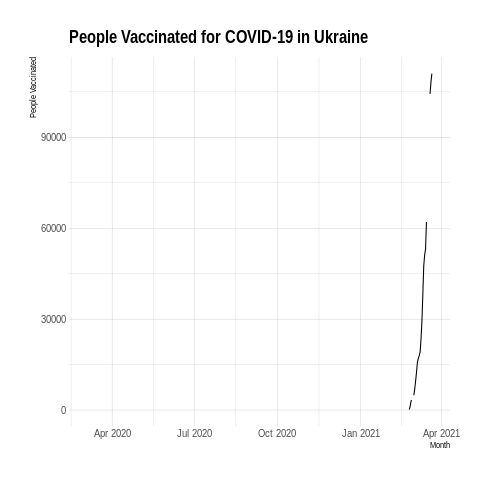 People Vaccinated for COVID-19 in Ukraine
People Vaccinated
90000
60000
30000
0
Apr 2020 Jul 2020 Oct 2020 Jan 2021 Apr 2021
Month